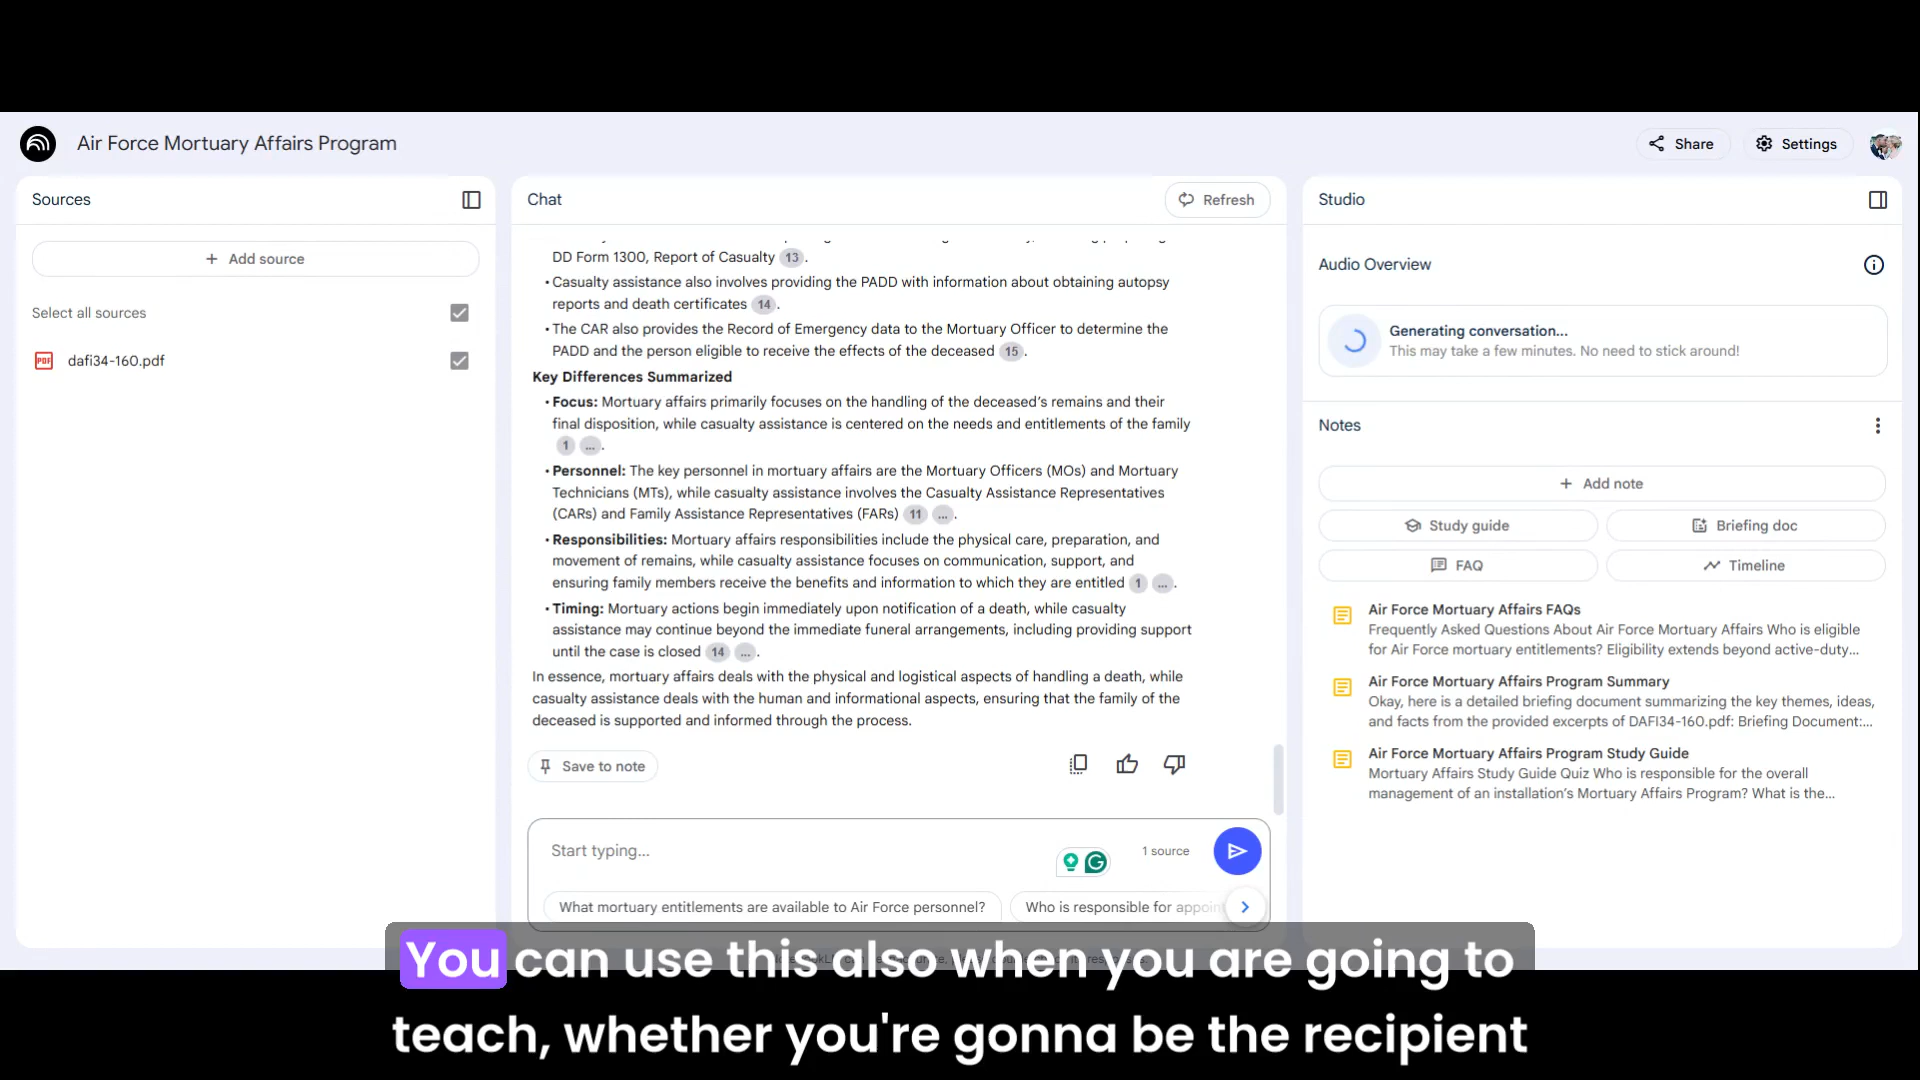 Air Force Mortuary Affairs Program
Share
Settings
Sources
Add source
Select all sources
PDF
dafi34-160.pdf
Chat
Refresh
DD Form 1300, Report of Casualty 13 .
• Casualty assistance also involves providing the PADD with information about obtaining autopsy
reports and death certificates 14 .
• The CAR also provides the Record of Emergency data to the Mortuary Officer to determine the
PADD and the person eligible to receive the effects of the deceased 15 .
Key Differences Summarized
• Focus: Mortuary affairs primarily focuses on the handling of the deceased's remains and their
final disposition, while casualty assistance is centered on the needs and entitlements of the family
1 ... .
• Personnel: The key personnel in mortuary affairs are the Mortuary Officers (MOs) and Mortuary
Technicians (MTs), while casualty assistance involves the Casualty Assistance Representatives
(CARs) and Family Assistance Representatives (FARs) 11 ... .
• Responsibilities: Mortuary affairs responsibilities include the physical care, preparation, and
movement of remains, while casualty assistance focuses on communication, support, and
ensuring family members receive the benefits and information to which they are entitled 1 ... .
• Timing: Mortuary actions begin immediately upon notification of a death, while casualty
assistance may continue beyond the immediate funeral arrangements, including providing support
until the case is closed 14 ... .
In essence, mortuary affairs deals with the physical and logistical aspects of handling a death, while
casualty assistance deals with the human and informational aspects, ensuring that the family of the
deceased is supported and informed through the process.
Save to note
Start typing...
1 source
What mortuary entitlements are available to Air Force personnel?
Who is responsible for appoint
Studio
Audio Overview
Generating conversation...
This may take a few minutes. No need to stick around!
Notes
Add note
Study guide
Briefing doc
FAQ
Timeline
Air Force Mortuary Affairs FAQs
Frequently Asked Questions About Air Force Mortuary Affairs Who is eligible
for Air Force mortuary entitlements? Eligibility extends beyond active-duty...
Air Force Mortuary Affairs Program Summary
Okay, here is a detailed briefing document summarizing the key themes, ideas,
and facts from the provided excerpts of DAFI34-160.pdf: Briefing Document:...
Air Force Mortuary Affairs Program Study Guide
Mortuary Affairs Study Guide Quiz Who is responsible for the overall
management of an installation's Mortuary Affairs Program? What is the...
You can use this also when you are going to
teach, whether you're gonna be the recipient